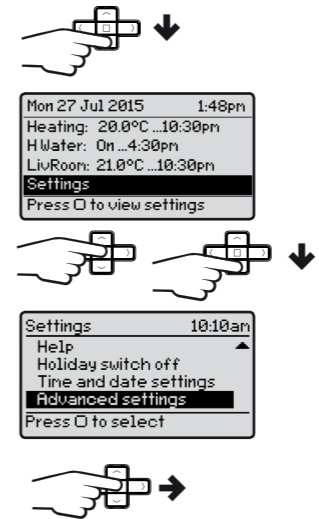 Mon 27 Jul 2015 1:48pm
Heating: 20.0°C ...10:30pm
H Water: On ...4:30pm
LivRoom: 21.0°C ...10:30pm
Settings
Press □ to view settings
Settings 10:10am
Help
Holiday switch off
Time and date settings
Advanced settings
Press □ to select